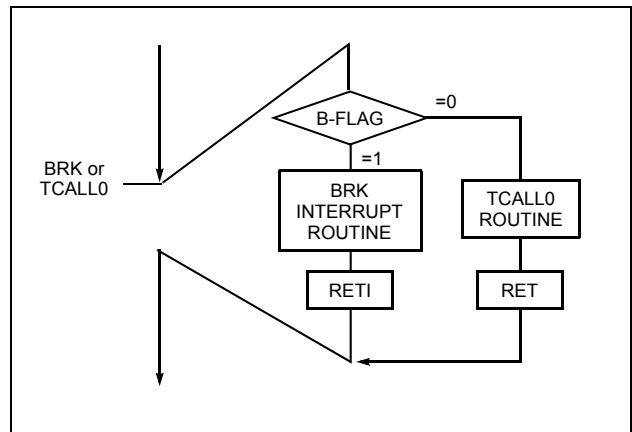 B-FLAG
=0
=1
BRK or
TCALL0
BRK
INTERRUPT
ROUTINE
TCALL0
ROUTINE
RETI
RET